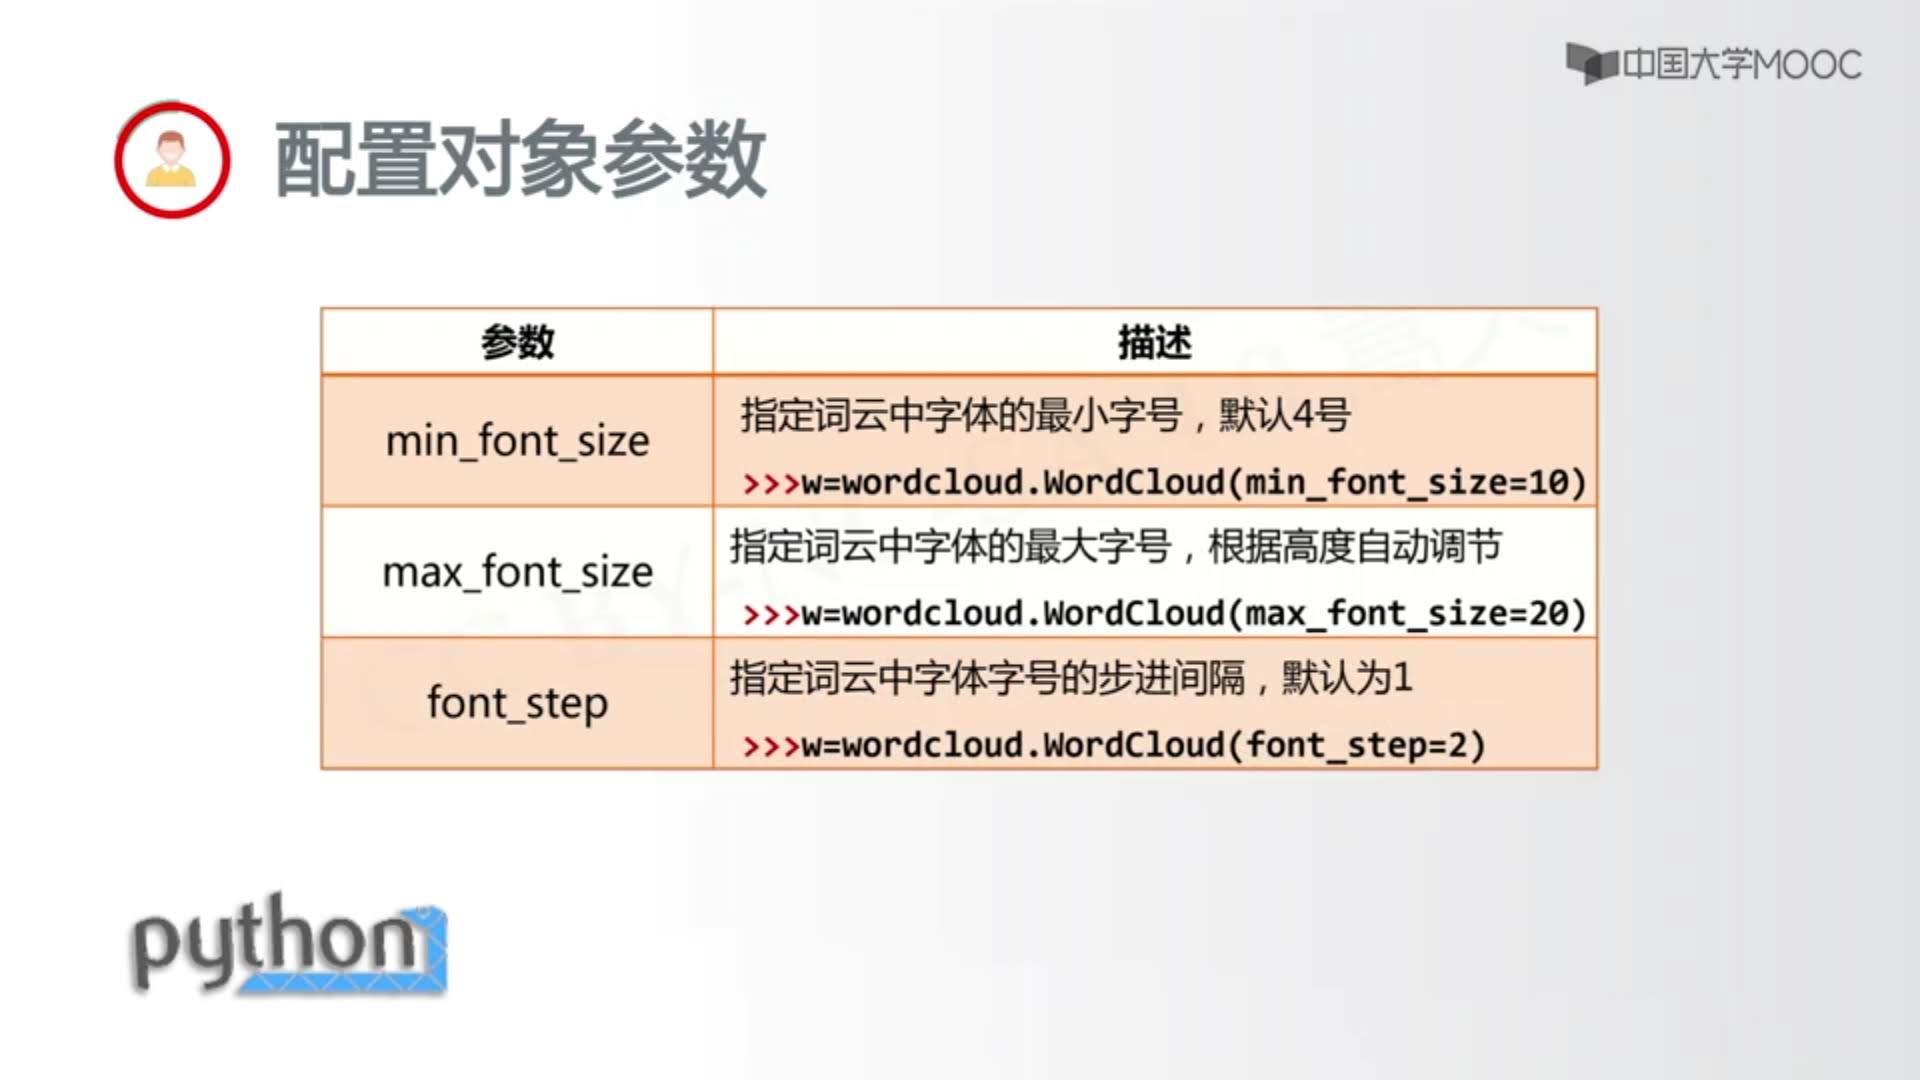 中国大学MOOC
配置对象参数
参数 描述
min_font_size
指定词云中字体的最小字号，默认4号
>>>w=wordcloud.WordCloud(min_font_size=10)
max_font_size
指定词云中字体的最大字号，根据高度自动调节
>>>w=wordcloud.WordCloud(max_font_size=20)
font_step
指定词云中字体字号的步进间隔，默认为1
>>>w=wordcloud.WordCloud(font_step=2)
python